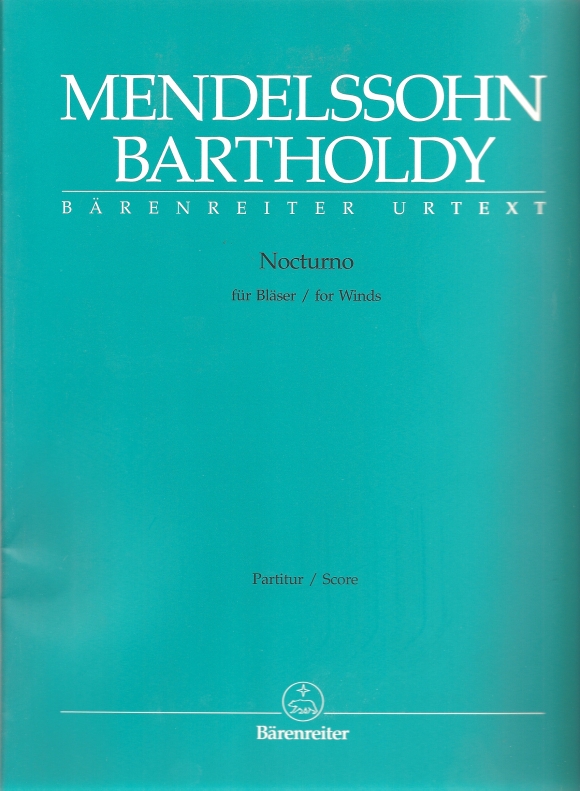 MENDELSSOHN
BARTHOLDY
BÄRENREITER URTEXT
Nocturno
für Bläser / for Winds
Partitur / Score
Bärenreiter